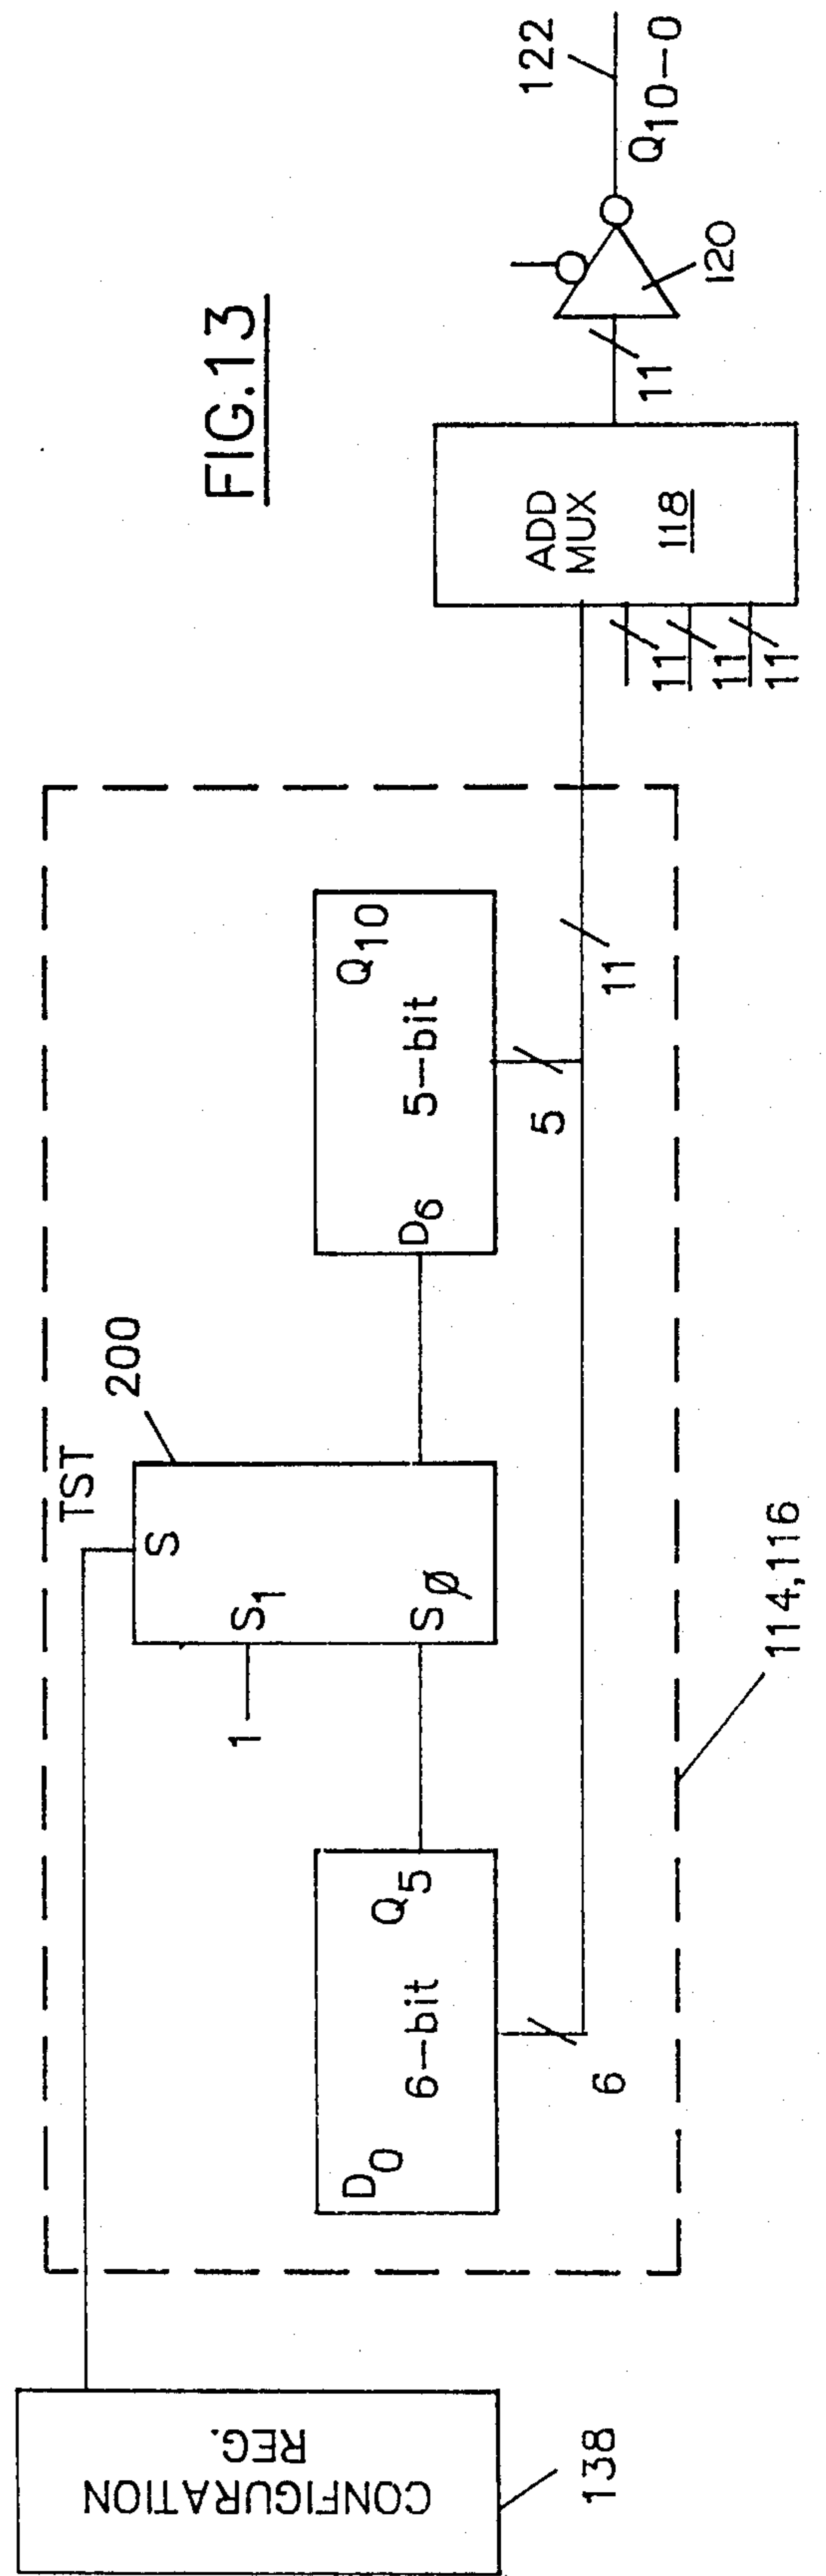 FIG.13
CONFIGURATION
REG.
138
TST
200
S
S1
SØ
1
D0
6-bit
Q5
6
D6
5-bit
Q10
5
11
114,116
ADD
MUX
118
11
11
11
11
120
122
Q10-0